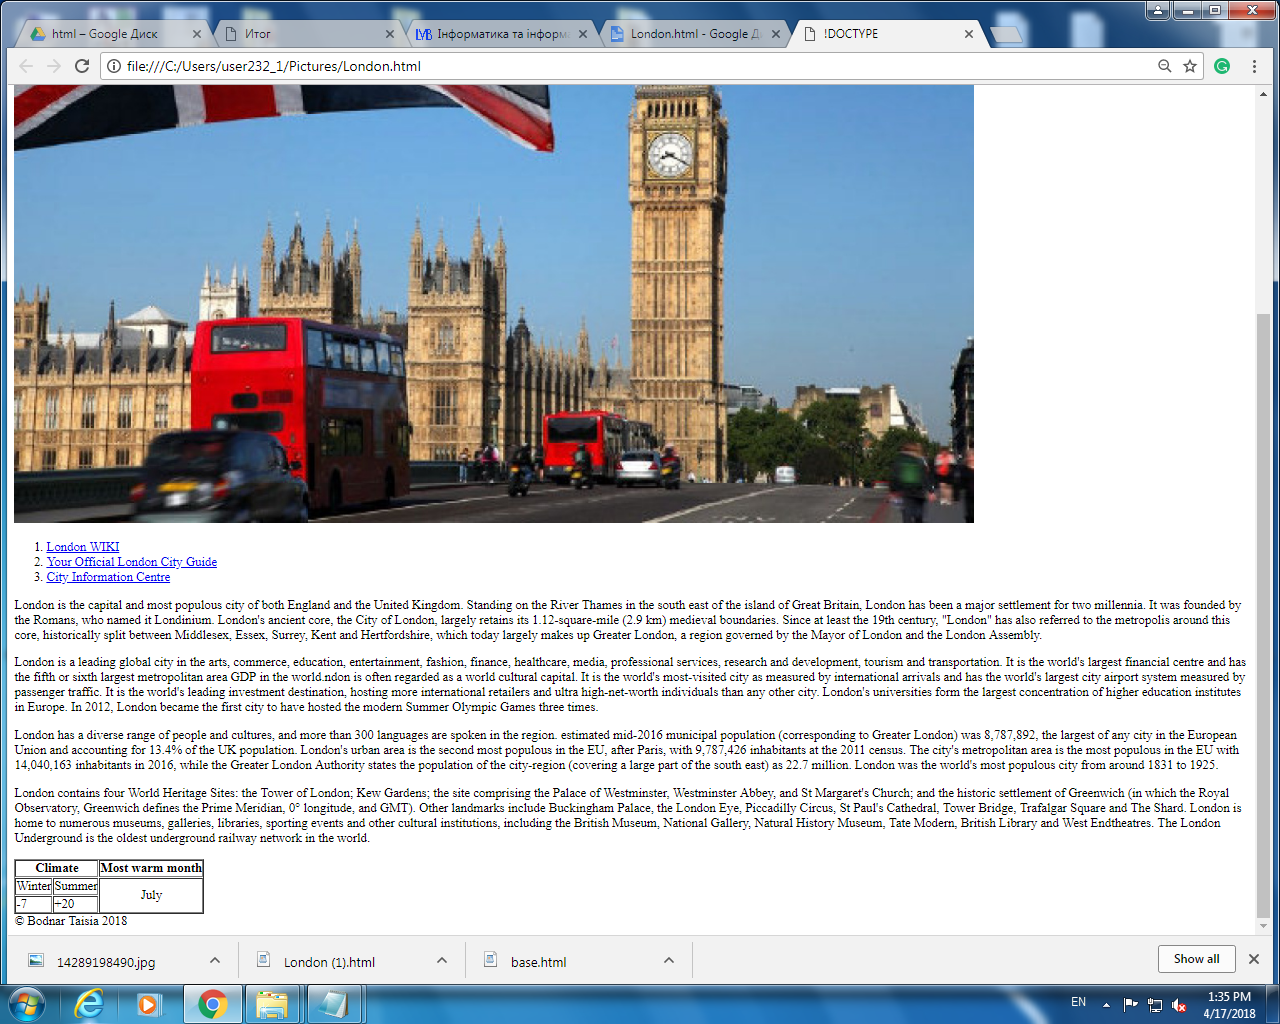 html – Google Диск
Итог
Інформатика та інформ
London.html - Google Д
!DOCTYPE
file:///C:/Users/user232_1/Pictures/London.html
1. London WIKI
2. Your Official London City Guide
3. City Information Centre
London is the capital and most populous city of both England and the United Kingdom. Standing on the River Thames in the south east of the island of Great Britain, London has been a major settlement for two millennia. It was founded by
the Romans, who named it Londinium. London's ancient core, the City of London, largely retains its 1.12-square-mile (2.9 km) medieval boundaries. Since at least the 19th century, "London" has also referred to the metropolis around this
core, historically split between Middlesex, Essex, Surrey, Kent and Hertfordshire, which today largely makes up Greater London, a region governed by the Mayor of London and the London Assembly.
London is a leading global city in the arts, commerce, education, entertainment, fashion, finance, healthcare, media, professional services, research and development, tourism and transportation. It is the world's largest financial centre and has
the fifth or sixth largest metropolitan area GDP in the world.ndon is often regarded as a world cultural capital. It is the world's most-visited city as measured by international arrivals and has the world's largest city airport system measured by
passenger traffic. It is the world's leading investment destination, hosting more international retailers and ultra high-net-worth individuals than any other city. London's universities form the largest concentration of higher education institutes
in Europe. In 2012, London became the first city to have hosted the modern Summer Olympic Games three times.
London has a diverse range of people and cultures, and more than 300 languages are spoken in the region. estimated mid-2016 municipal population (corresponding to Greater London) was 8,787,892, the largest of any city in the European
Union and accounting for 13.4% of the UK population. London's urban area is the second most populous in the EU, after Paris, with 9,787,426 inhabitants at the 2011 census. The city's metropolitan area is the most populous in the EU with
14,040,163 inhabitants in 2016, while the Greater London Authority states the population of the city-region (covering a large part of the south east) as 22.7 million. London was the world's most populous city from around 1831 to 1925.
London contains four World Heritage Sites: the Tower of London; Kew Gardens; the site comprising the Palace of Westminster, Westminster Abbey, and St Margaret's Church; and the historic settlement of Greenwich (in which the Royal
Observatory, Greenwich defines the Prime Meridian, 0° longitude, and GMT). Other landmarks include Buckingham Palace, the London Eye, Piccadilly Circus, St Paul's Cathedral, Tower Bridge, Trafalgar Square and The Shard. London is
home to numerous museums, galleries, libraries, sporting events and other cultural institutions, including the British Museum, National Gallery, Natural History Museum, Tate Modern, British Library and West Endtheatres. The London
Underground is the oldest underground railway network in the world.
Climate Most warm month
Winter Summer July
-7 +20
© Bodnar Taisia 2018
14289198490.jpg
London (1).html
base.html
Show all
EN
1:35 PM
4/17/2018